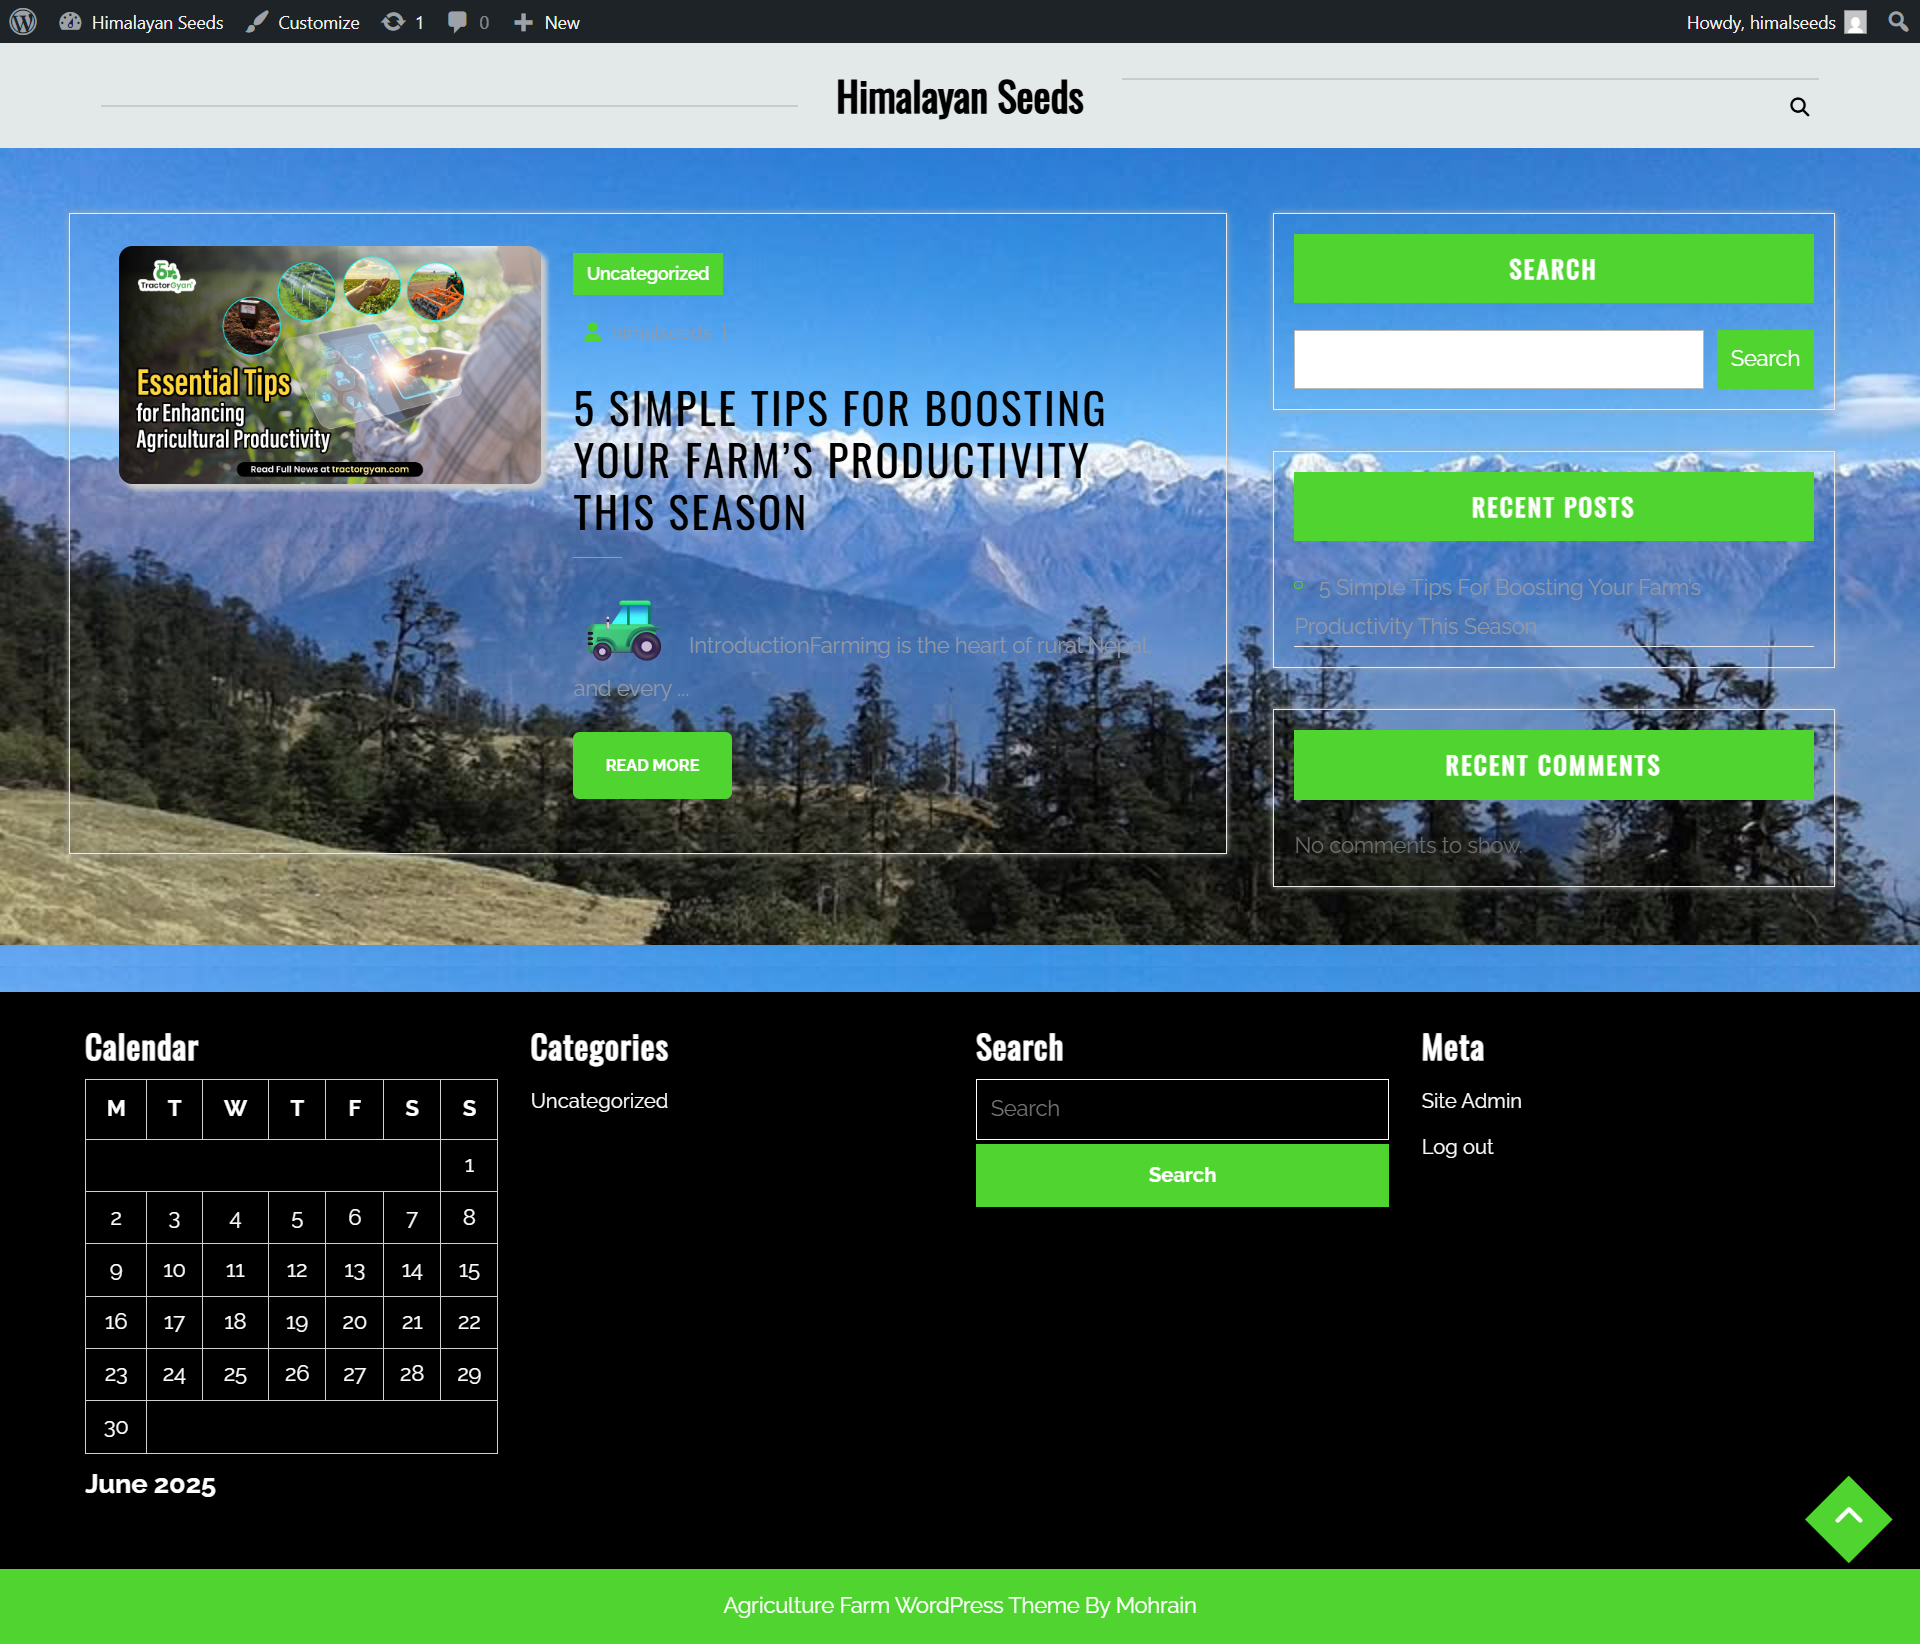 Himalayan Seeds
Customize
1
0
New
Howdy, himalseeds
Himalayan Seeds
TractorGyan
Essential Tips
for Enhancing
Agricultural Productivity
Read Full News at tractorgyan.com
Uncategorized
himalseeds |
5 SIMPLE TIPS FOR BOOSTING
YOUR FARM'S PRODUCTIVITY
THIS SEASON
IntroductionFarming is the heart of rural Nepal,
and every ...
READ MORE
SEARCH
Search
RECENT POSTS
5 Simple Tips For Boosting Your Farm's
Productivity This Season
RECENT COMMENTS
No comments to show.
Calendar
M T W T F S S
1
2 3 4 5 6 7 8
9 10 11 12 13 14 15
16 17 18 19 20 21 22
23 24 25 26 27 28 29
30
June 2025
Categories
Uncategorized
Search
Search
Search
Meta
Site Admin
Log out
Agriculture Farm WordPress Theme By Mohrain